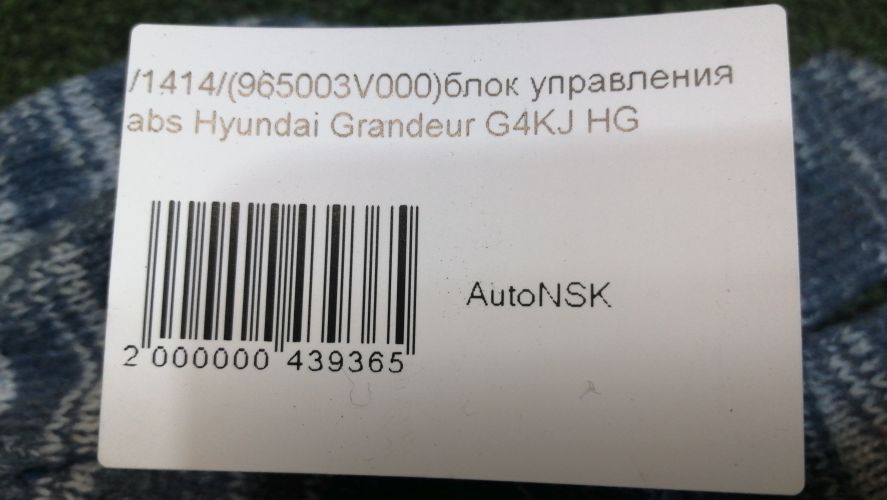 /1414/(965003V000)блок управления
abs Hyundai Grandeur G4KJ HG
AutoNSK
2 000000 439365